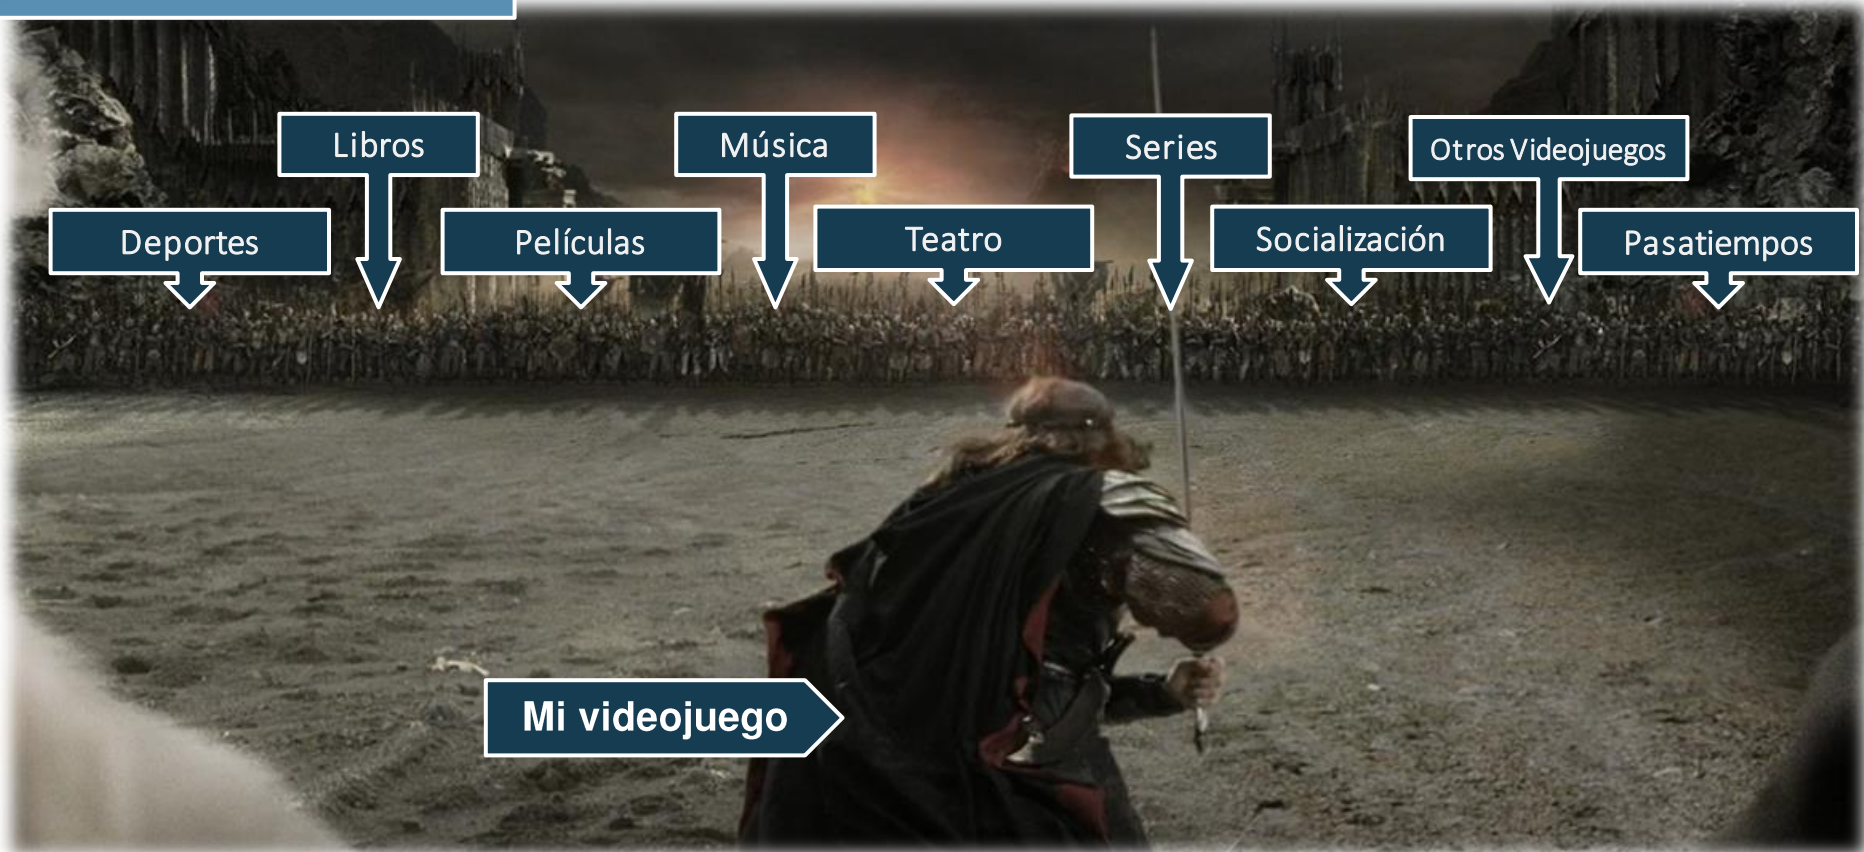 Libros
Música
Series
Otros Videojuegos
Deportes
Películas
Teatro
Socialización
Pasatiempos
Mi videojuego